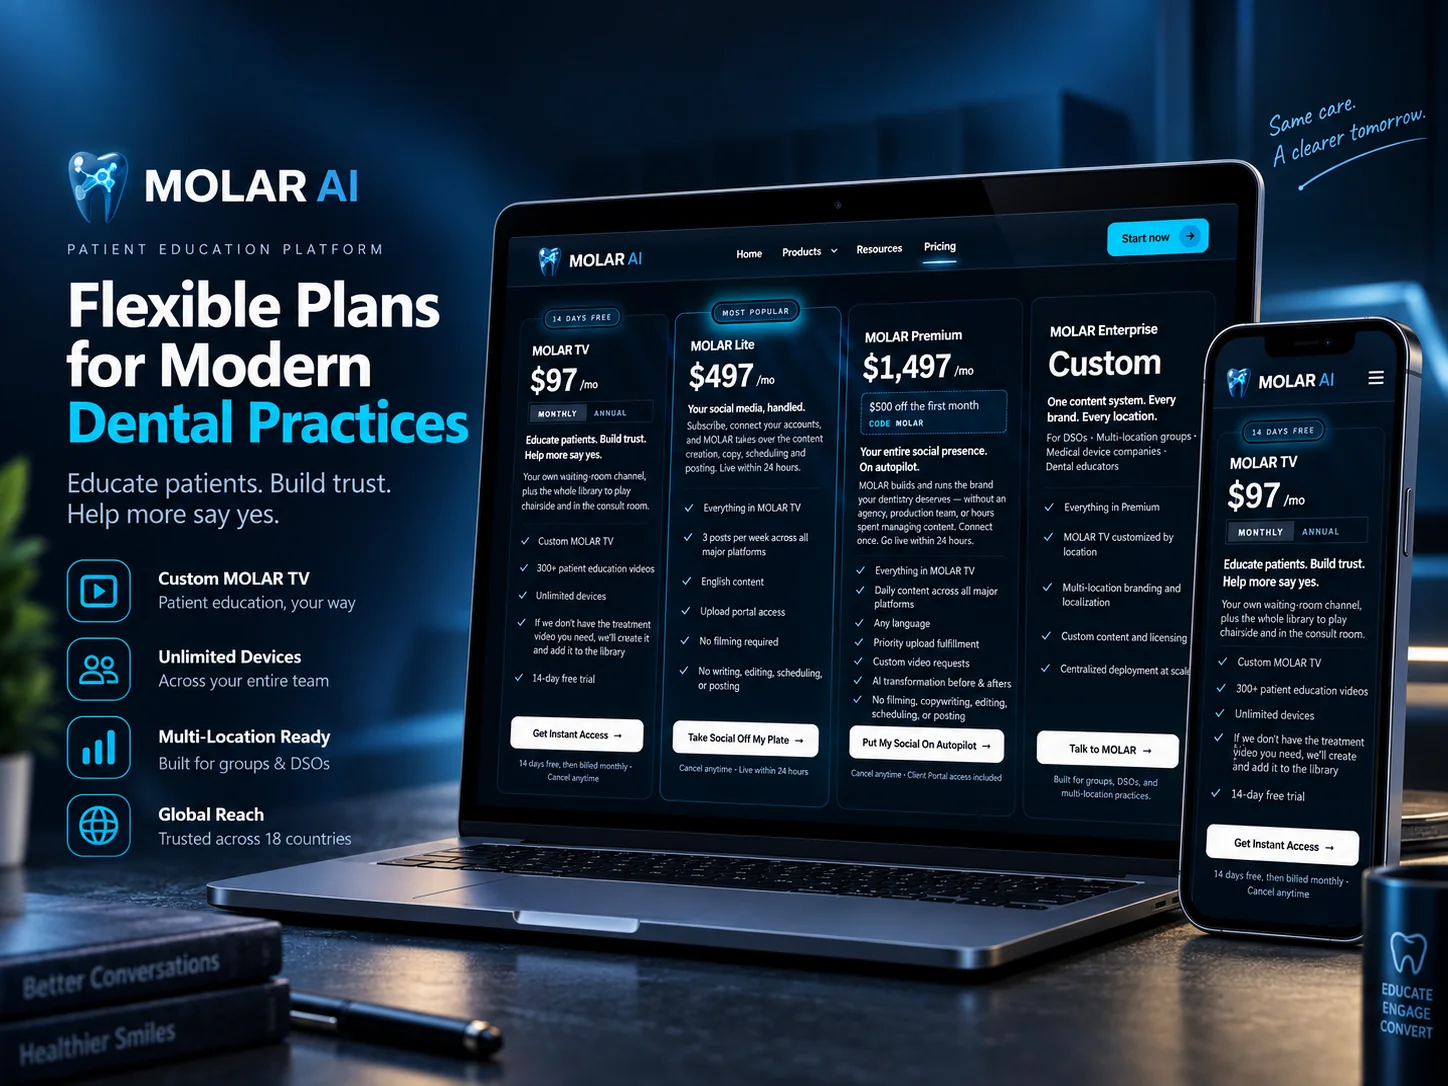 MOLAR AI
PATIENT EDUCATION PLATFORM
Flexible Plans
for Modern
Dental Practices
Educate patients. Build trust.
Help more say yes.
Custom MOLAR TV
Patient education, your way
Unlimited Devices
Across your entire team
Multi-Location Ready
Built for groups & DSOs
Global Reach
Trusted across 18 countries
Same care.
A clearer tomorrow.
MOLAR AI
Home
Products
Resources
Pricing
Start now →
14 DAYS FREE
MOLAR TV
$97 /mo
MONTHLY
ANNUAL
Educate patients. Build trust.
Help more say yes.
Your own waiting-room channel,
plus the whole library to play
chairside and in the consult room.
Custom MOLAR TV
300+ patient education videos
Unlimited devices
If we don't have the treatment
video you need, we'll create it
and add it to the library
14-day free trial
Get Instant Access →
14 days free, then billed monthly ·
Cancel anytime
MOST POPULAR
MOLAR Lite
$497 /mo
Your social media, handled.
Subscribe, connect your accounts,
and MOLAR takes over the content
creation, copy, scheduling and
posting. Live within 24 hours.
Everything in MOLAR TV
3 posts per week across all
major platforms
English content
Upload portal access
No filming required
No writing, editing, scheduling,
or posting
Take Social Off My Plate →
Cancel anytime · Live within 24 hours
MOLAR Premium
$1,497 /mo
$500 off the first month
CODE MOLAR
Your entire social presence.
On autopilot.
MOLAR builds and runs the brand
your dentistry deserves — without an
agency, production team, or hours
spent managing content. Connect
once. Go live within 24 hours.
Everything in MOLAR TV
Daily content across all major
platforms
Any language
Priority upload fulfillment
Custom video requests
AI transformation before & afters
No filming, copywriting, editing,
scheduling, or posting
Put My Social On Autopilot →
Cancel anytime · Client Portal access included
MOLAR Enterprise
Custom
One content system. Every
brand. Every location.
For DSOs · Multi-location groups ·
Medical device companies ·
Dental educators
Everything in Premium
MOLAR TV customized by
location
Multi-location branding and
localization
Custom content and licensing
Centralized deployment at scale
Talk to MOLAR →
Built for groups, DSOs, and
multi-location practices.
MOLAR AI
14 DAYS FREE
MOLAR TV
$97 /mo
MONTHLY
ANNUAL
Educate patients. Build trust.
Help more say yes.
Your own waiting-room channel,
plus the whole library to play
chairside and in the consult room.
Custom MOLAR TV
300+ patient education videos
Unlimited devices
If we don't have the treatment
video you need, we'll create
and add it to the library
14-day free trial
Get Instant Access →
14 days free, then billed monthly ·
Cancel anytime
Better Conversations
Healthier Smiles
EDUCATE
ENGAGE
CONVERT